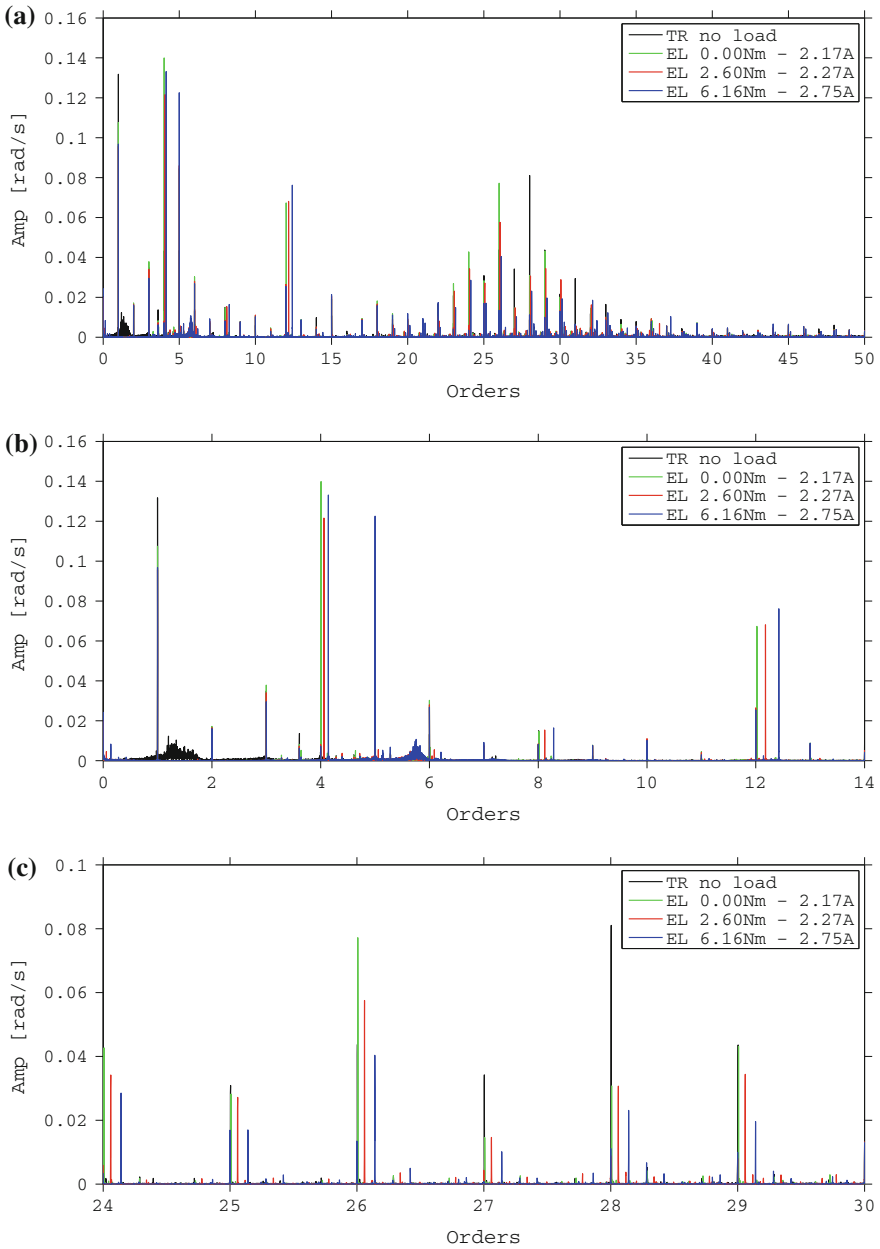 (a)
0.16
0.14
0.12
0.1
0.08
0.06
0.04
0.02
0
Amp [rad/s]
TR no load
EL 0.00Nm - 2.17A
EL 2.60Nm - 2.27A
EL 6.16Nm - 2.75A
0 5 10 15 20 25 30 35 40 45 50
Orders
(b)
0.16
0.14
0.12
0.1
0.08
0.06
0.04
0.02
0
Amp [rad/s]
TR no load
EL 0.00Nm - 2.17A
EL 2.60Nm - 2.27A
EL 6.16Nm - 2.75A
0 2 4 6 8 10 12 14
Orders
(c)
0.1
0.08
0.06
0.04
0.02
0
Amp [rad/s]
TR no load
EL 0.00Nm - 2.17A
EL 2.60Nm - 2.27A
EL 6.16Nm - 2.75A
24 25 26 27 28 29 30
Orders